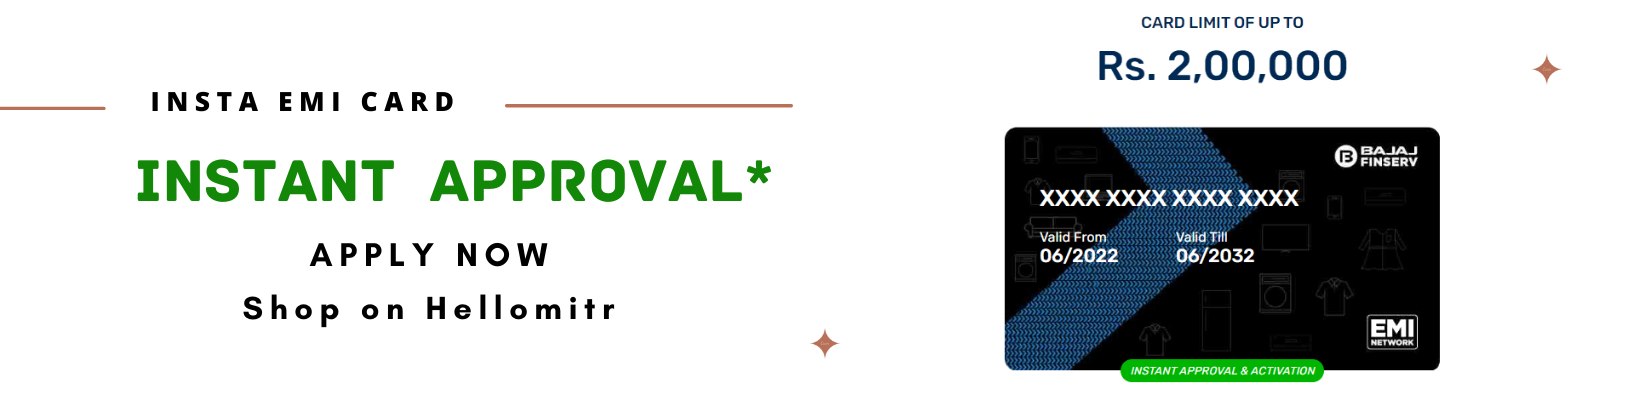 INSTA EMI CARD
INSTANT APPROVAL*
APPLY NOW
Shop on Hellomitr
CARD LIMIT OF UP TO
Rs. 2,00,000
BAJAJ
FINSERV
XXXX XXXX XXXX XXXX
Valid From
06/2022
Valid Till
06/2032
EMI
NETWORK
INSTANT APPROVAL & ACTIVATION